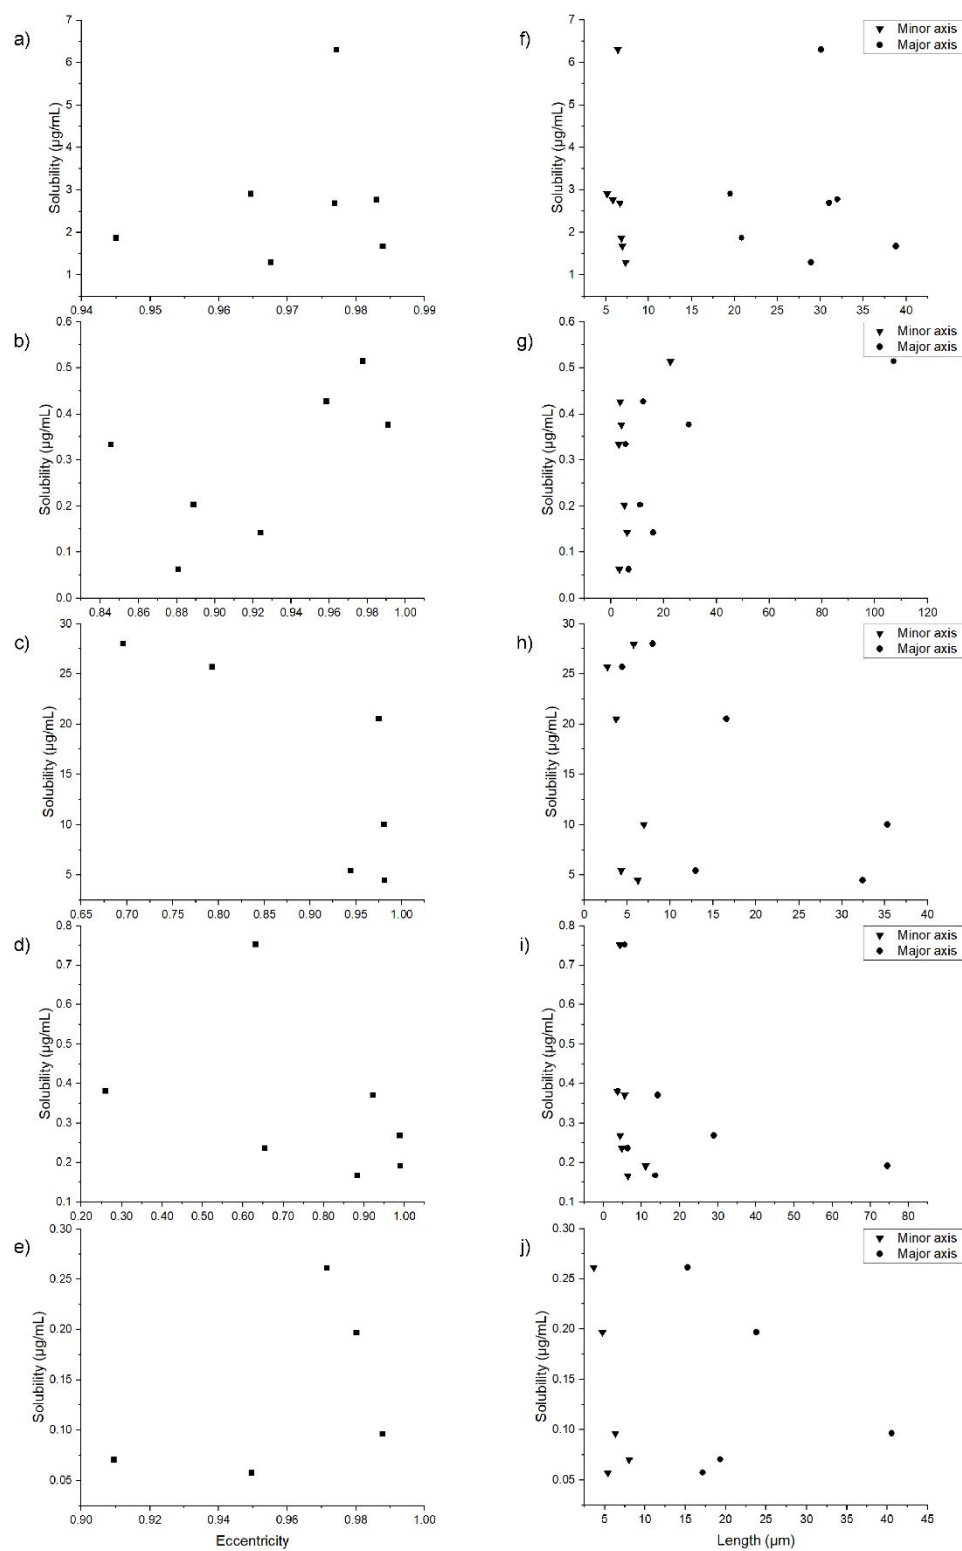 a)
Solubility (µg/mL)
7
6
5
4
3
2
1
0.94 0.95 0.96 0.97 0.98 0.99
f)
Solubility (µg/mL)
7
6
5
4
3
2
1
5 10 15 20 25 30 35 40
Minor axis
Major axis
b)
Solubility (µg/mL)
0.6
0.5
0.4
0.3
0.2
0.1
0.0
0.84 0.86 0.88 0.90 0.92 0.94 0.96 0.98 1.00
g)
Solubility (µg/mL)
0.6
0.5
0.4
0.3
0.2
0.1
0.0
0 20 40 60 80 100 120
Minor axis
Major axis
c)
Solubility (µg/mL)
30
25
20
15
10
5
0.65 0.70 0.75 0.80 0.85 0.90 0.95 1.00
h)
Solubility (µg/mL)
30
25
20
15
10
5
0 5 10 15 20 25 30 35 40
Minor axis
Major axis
d)
Solubility (µg/mL)
0.8
0.7
0.6
0.5
0.4
0.3
0.2
0.1
0.20 0.30 0.40 0.50 0.60 0.70 0.80 0.90 1.00
i)
Solubility (µg/mL)
0.8
0.7
0.6
0.5
0.4
0.3
0.2
0.1
0 10 20 30 40 50 60 70 80
Minor axis
Major axis
e)
Solubility (µg/mL)
0.30
0.25
0.20
0.15
0.10
0.05
0.90 0.92 0.94 0.96 0.98 1.00
Eccentricity
j)
Solubility (µg/mL)
0.30
0.25
0.20
0.15
0.10
0.05
5 10 15 20 25 30 35 40 45
Length (µm)
Minor axis
Major axis